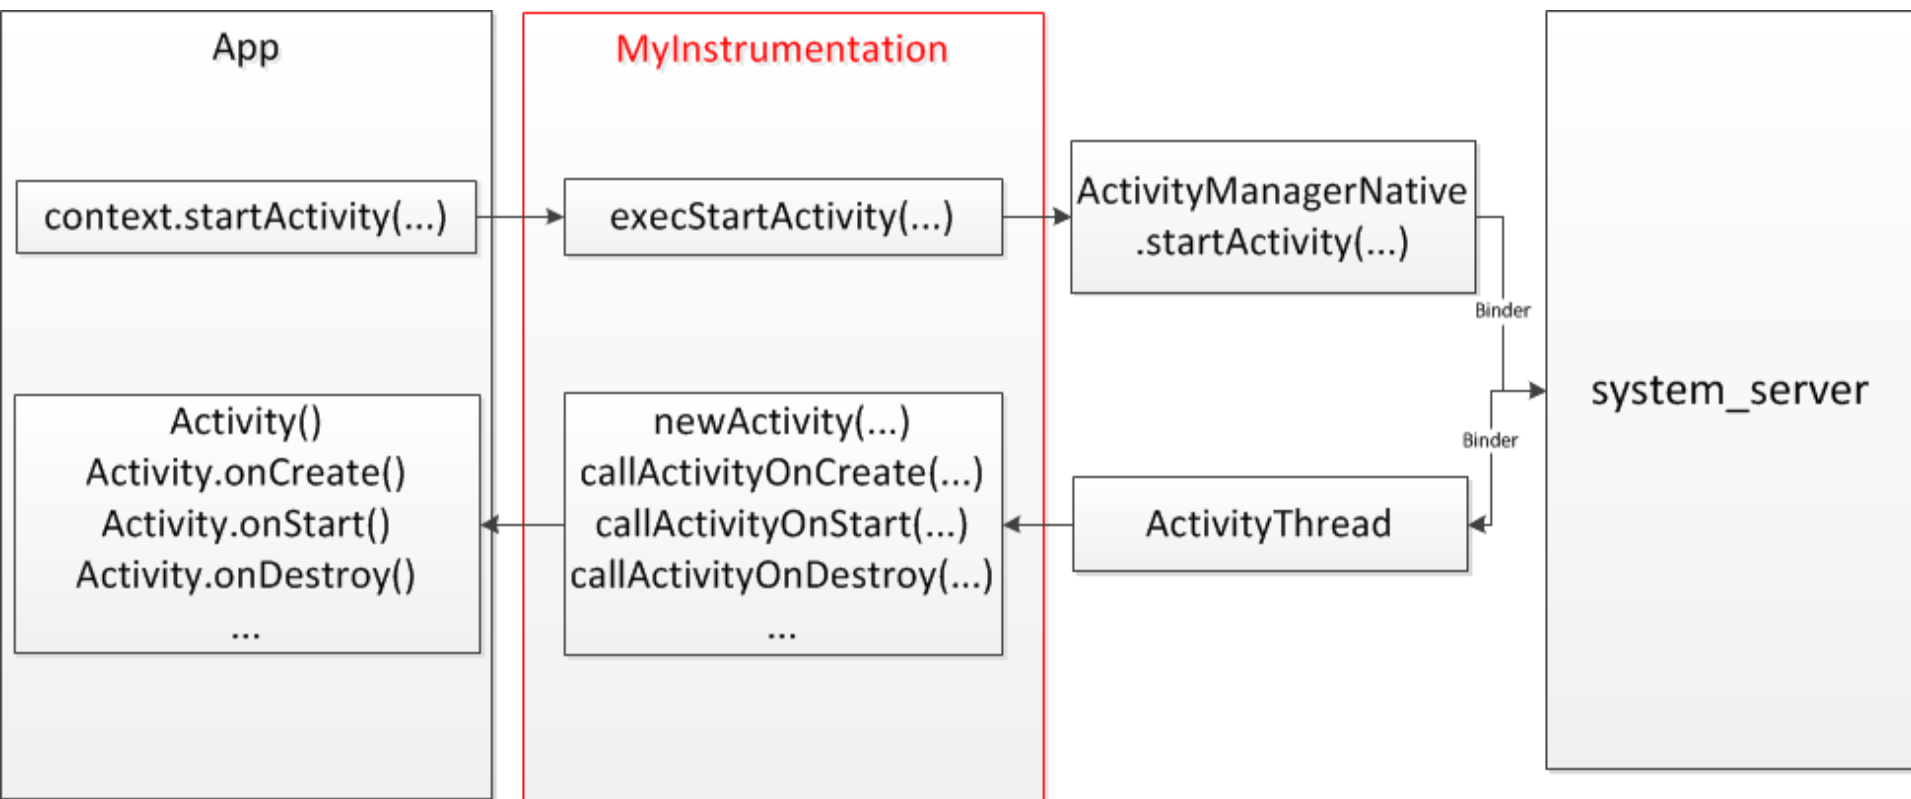 App
MyInstrumentation
context.startActivity(...)
execStartActivity(...)
ActivityManagerNative
.startActivity(...)
Binder
system_server
Binder
Activity()
Activity.onCreate()
Activity.onStart()
Activity.onDestroy()
...
newActivity(...)
callActivityOnCreate(...)
callActivityOnStart(...)
callActivityOnDestroy(...)
...
ActivityThread